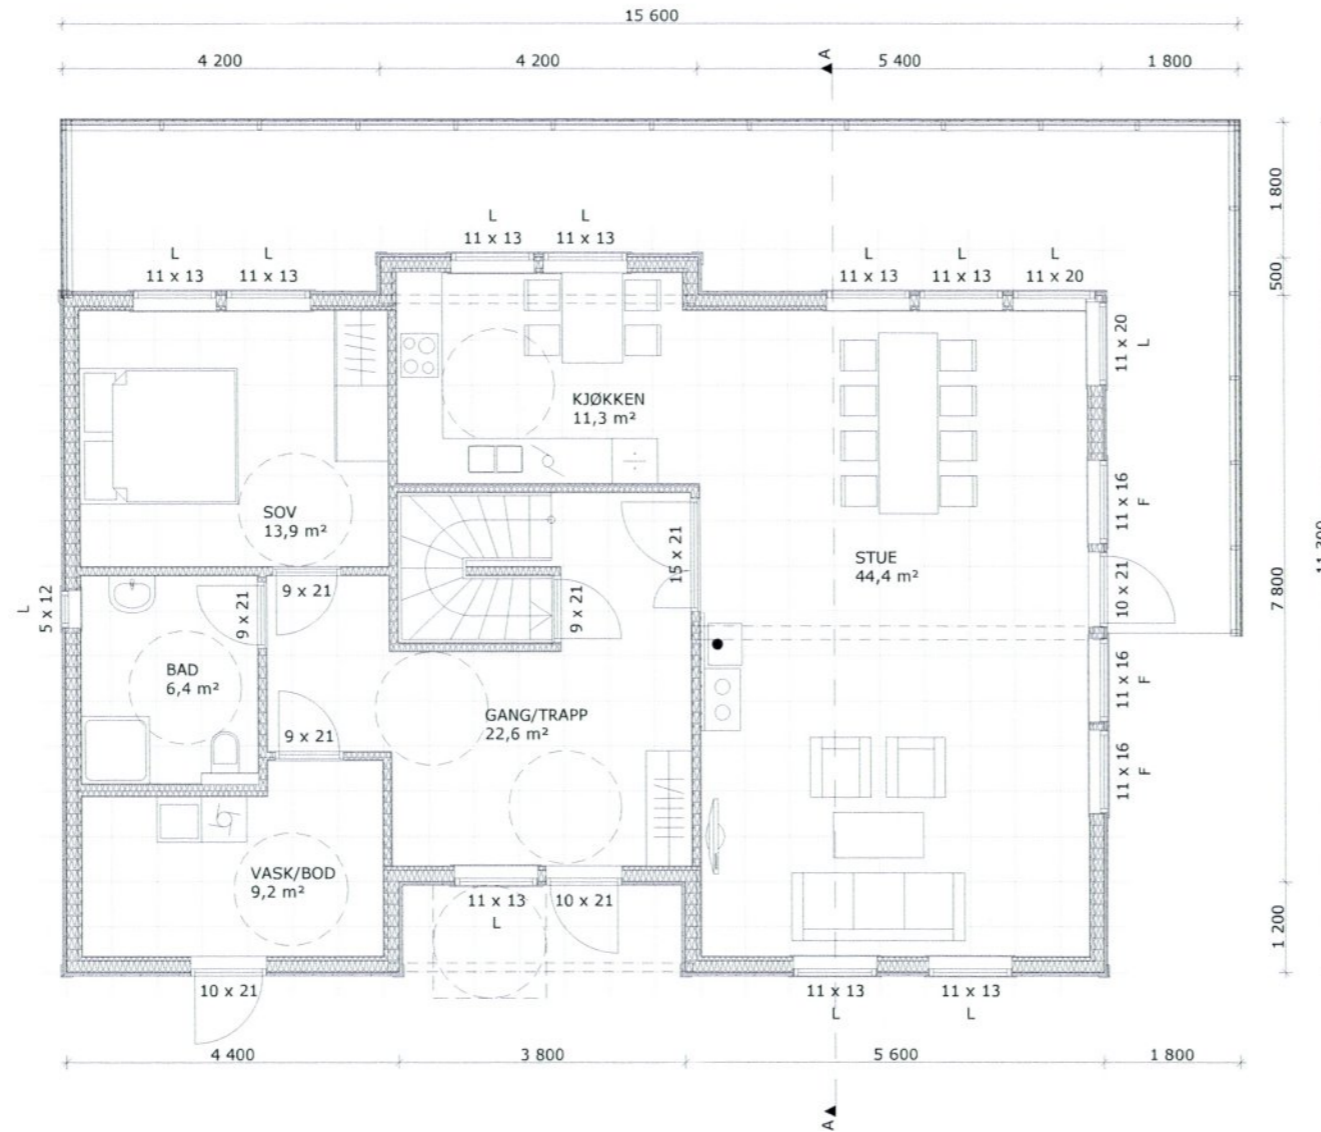 15 600
4 200
4 200
A
5 400
1 800
1 800
500
7 800
1 200
L
11 x 13
L
11 x 13
L
11 x 13
L
11 x 13
L
11 x 13
L
11 x 13
L
11 x 20
11 x 20
L
KJØKKEN
11,3 m²
SOV
13,9 m²
11 x 16
F
15 x 21
STUE
44,4 m²
10 x 21
L
5 x 12
9 x 21
9 x 21
9 x 21
BAD
6,4 m²
11 x 16
F
GANG/TRAPP
22,6 m²
9 x 21
11 x 16
F
VASK/BOD
9,2 m²
11 x 13
L
10 x 21
10 x 21
11 x 13
L
11 x 13
L
4 400
3 800
5 600
1 800
A